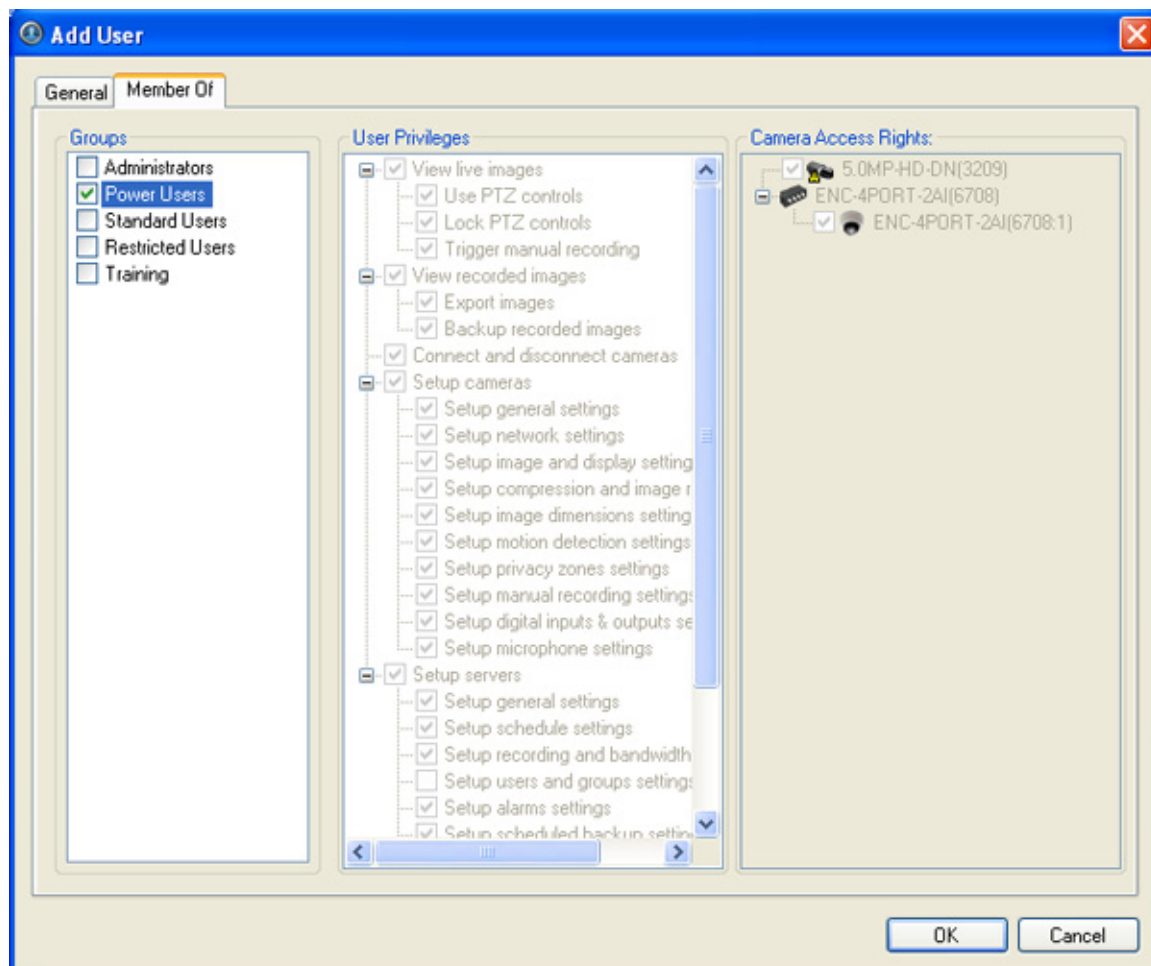 Add User
General
Member Of
Groups
Administrators
Power Users
Standard Users
Restricted Users
Training
User Privileges
View live images
Use PTZ controls
Lock PTZ controls
Trigger manual recording
View recorded images
Export images
Backup recorded images
Connect and disconnect cameras
Setup cameras
Setup general settings
Setup network settings
Setup image and display setting
Setup compression and image r
Setup image dimensions setting
Setup motion detection settings
Setup privacy zones settings
Setup manual recording settings
Setup digital inputs & outputs se
Setup microphone settings
Setup servers
Setup general settings
Setup schedule settings
Setup recording and bandwidth
Setup users and groups settings
Setup alarms settings
Setup scheduled backup settin
Camera Access Rights:
5.0MP-HD-DN(3209)
ENC-4PORT-2AI(6708)
ENC-4PORT-2AI(6708:1)
OK
Cancel